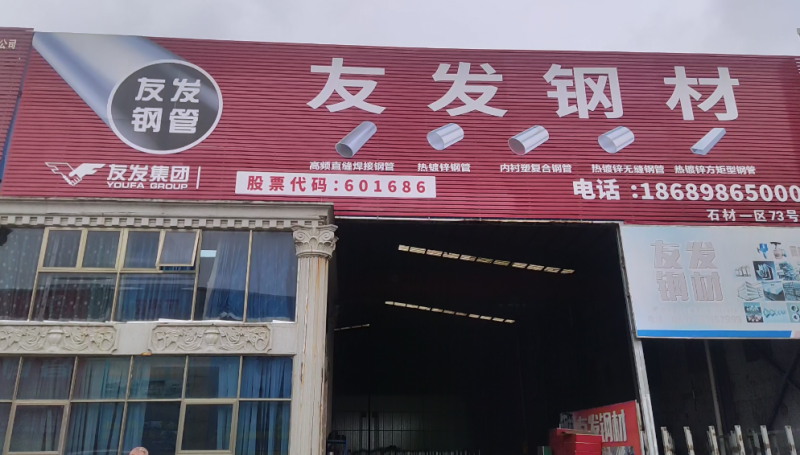 公司
友发钢材
友发
钢管
高频直缝焊接钢管
热镀锌钢管
内衬塑复合钢管
热镀锌无缝钢管
热镀锌方矩型钢管
友发集团
YOUFA GROUP
股票代码:601686
电话:18689865000
石材一区73号
友发
钢材
友发钢材